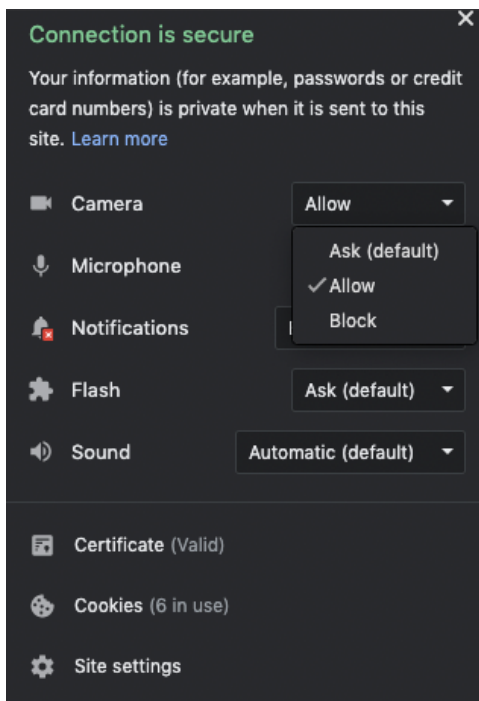 Connection is secure
Your information (for example, passwords or credit
card numbers) is private when it is sent to this
site. Learn more
Camera
Allow
Ask (default)
Microphone
Allow
Block
Notifications
Flash
Ask (default)
Sound
Automatic (default)
Certificate (Valid)
Cookies (6 in use)
Site settings